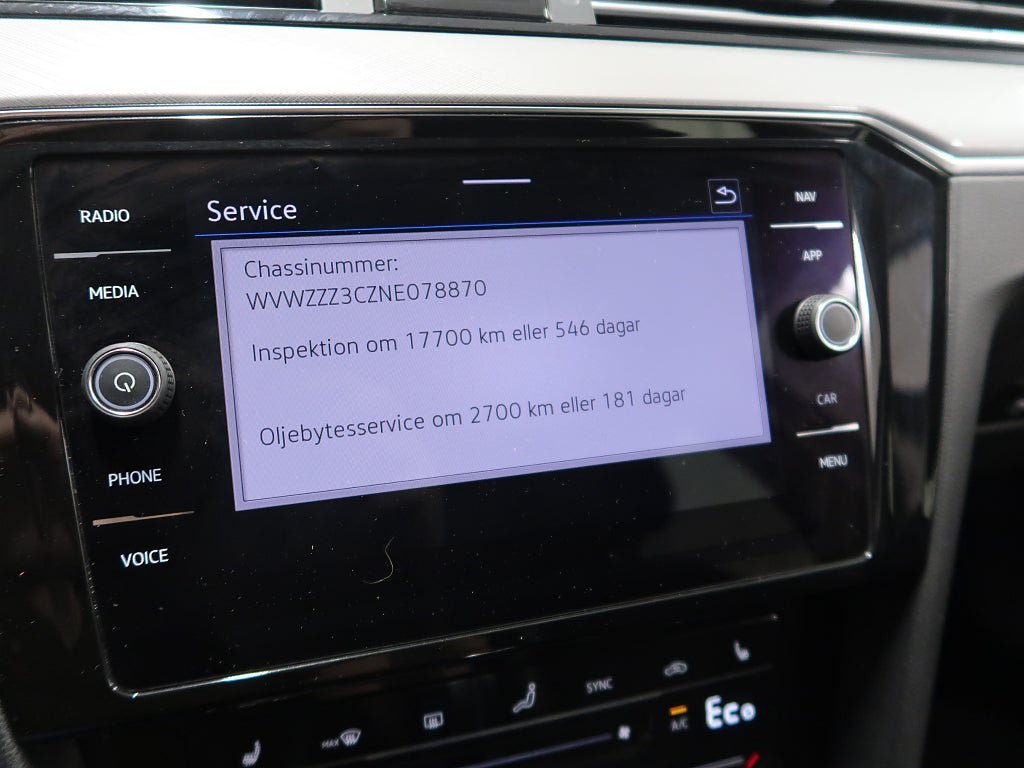 RADIO
MEDIA
PHONE
VOICE
Service
Chassinummer:
WVWZZZ3CZNE078870
Inspektion om 17700 km eller 546 dagar
Oljebytesservice om 2700 km eller 181 dagar
NAV
APP
CAR
MENU
MAX
SYNC
A/C
Eco